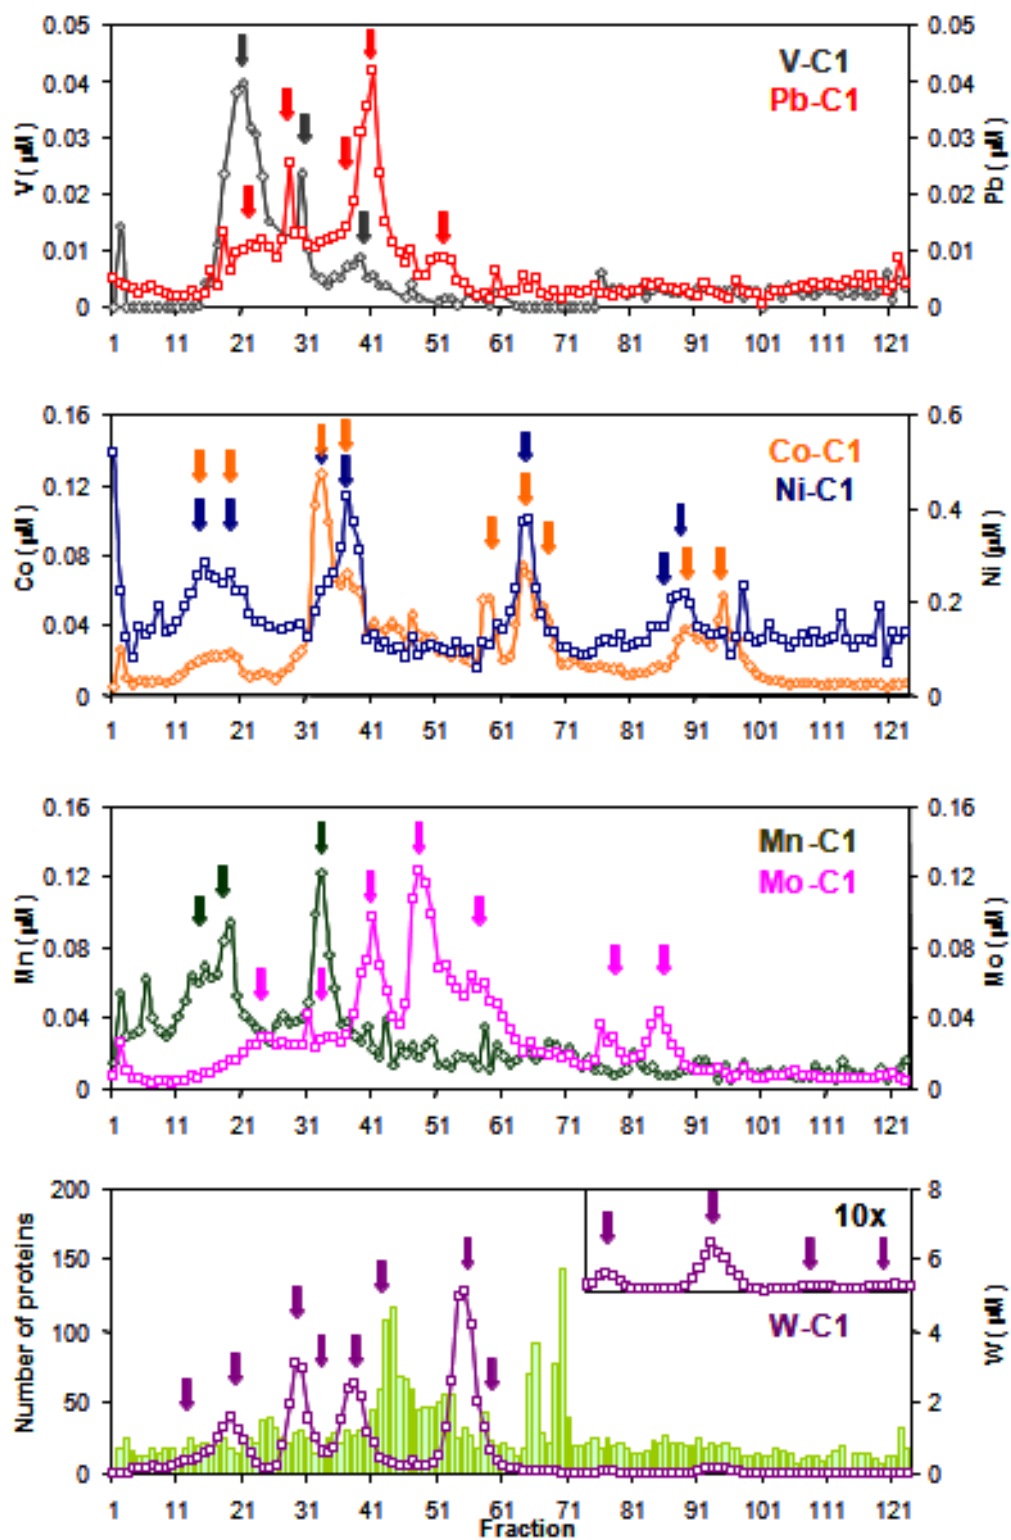 0.05 0.05
V-C1
0.04 0.04
Pb-C1
0.03 0.03
V (μM) Pb (μM)
0.02 0.02
0.01 0.01
0 0
1 11 21 31 41 51 61 71 81 91 101 111 121
0.16 0.6
Co-C1
0.12 Ni-C1
0.4
Co (μM) Ni (μM)
0.08
0.2
0.04
0 0
1 11 21 31 41 51 61 71 81 91 101 111 121
0.16 0.16
Mn-C1
0.12 0.12
Mo-C1
Mn (μM) Mo (μM)
0.08 0.08
0.04 0.04
0 0
1 11 21 31 41 51 61 71 81 91 101 111 121
200 8
10x
150 6
W-C1
Number of proteins W (μM)
100 4
50 2
0 0
1 11 21 31 41 51 61 71 81 91 101 111 121
Fraction